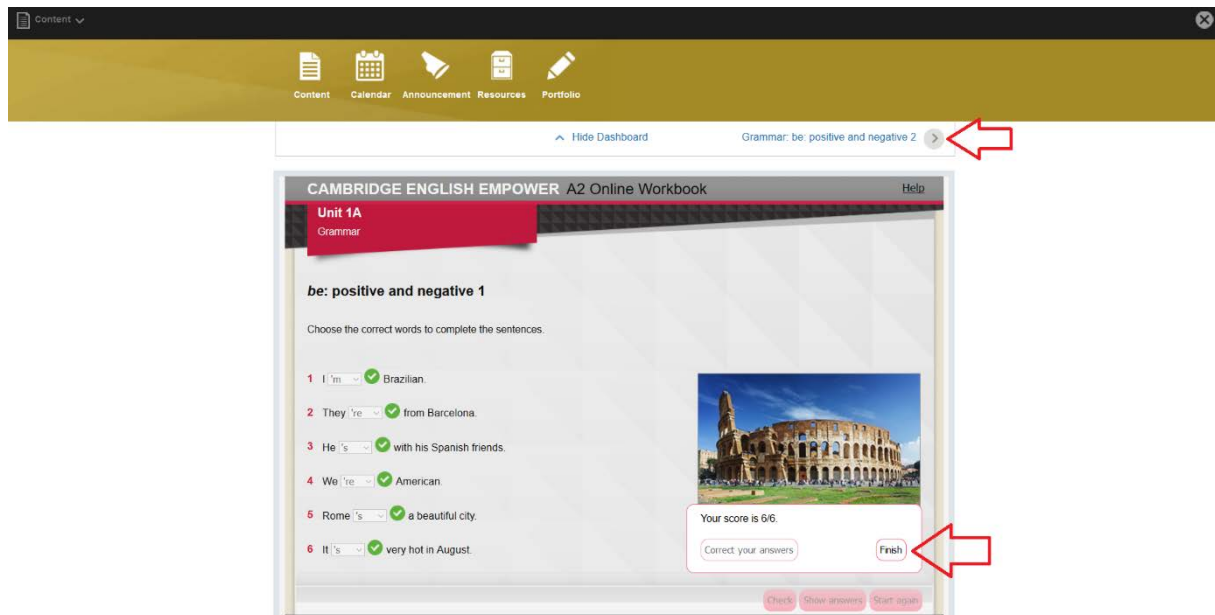 Content
Content Calendar Announcement Resources Portfolio
Hide Dashboard Grammar: be: positive and negative 2
CAMBRIDGE ENGLISH EMPOWER A2 Online Workbook Help
Unit 1A
Grammar
be: positive and negative 1
Choose the correct words to complete the sentences.
1 I 'm Brazilian.
2 They 're from Barcelona.
3 He 's with his Spanish friends.
4 We 're American.
5 Rome 's a beautiful city.
6 It 's very hot in August.
Your score is 6/6.
Correct your answers Finish
Check Show answers Start again